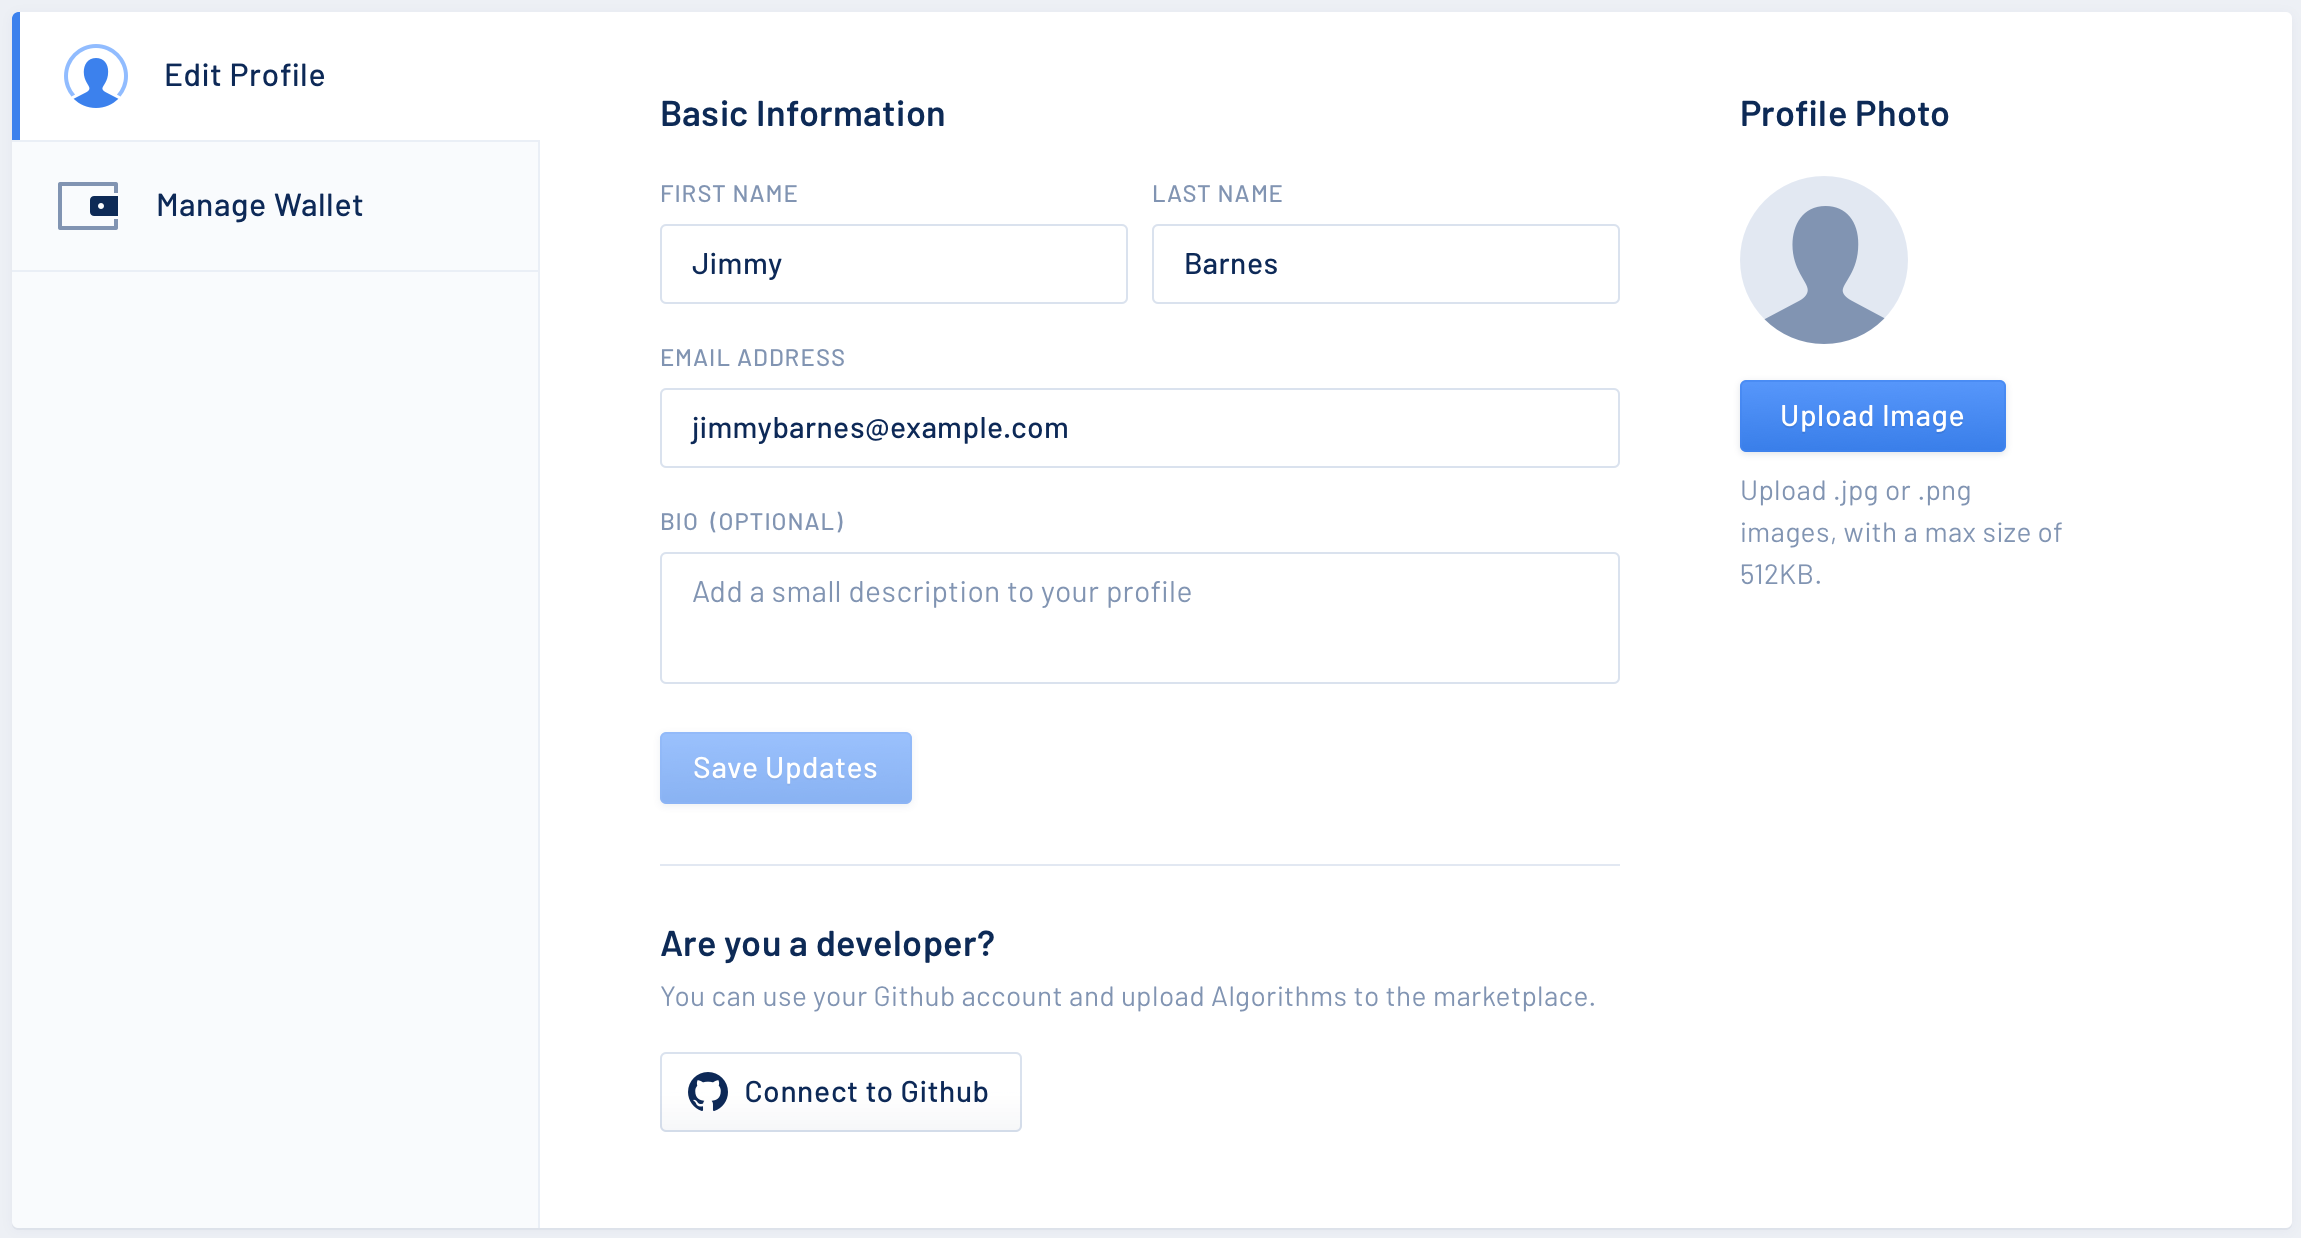 Edit Profile
Manage Wallet
Basic Information
FIRST NAME
LAST NAME
Jimmy
Barnes
EMAIL ADDRESS
jimmybarnes@example.com
BIO (OPTIONAL)
Add a small description to your profile
Save Updates
Are you a developer?
You can use your Github account and upload Algorithms to the marketplace.
Connect to Github
Profile Photo
Upload Image
Upload .jpg or .png
images, with a max size of
512KB.